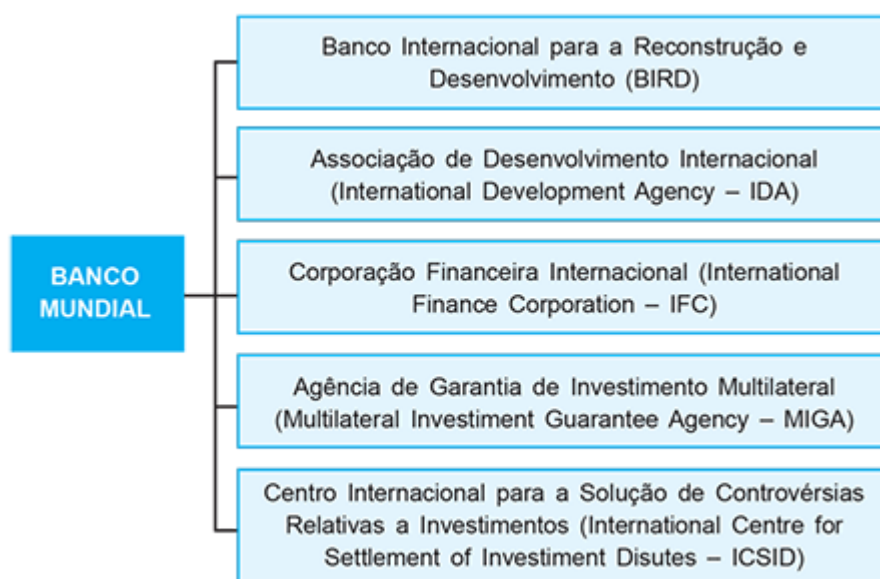 Banco Internacional para a Reconstrução e
Desenvolvimento (BIRD)
Associação de Desenvolvimento Internacional
(International Development Agency – IDA)
BANCO
MUNDIAL
Corporação Financeira Internacional (International
Finance Corporation – IFC)
Agência de Garantia de Investimento Multilateral
(Multilateral Investiment Guarantee Agency – MIGA)
Centro Internacional para a Solução de Controvérsias
Relativas a Investimentos (International Centre for
Settlement of Investiment Disutes – ICSID)